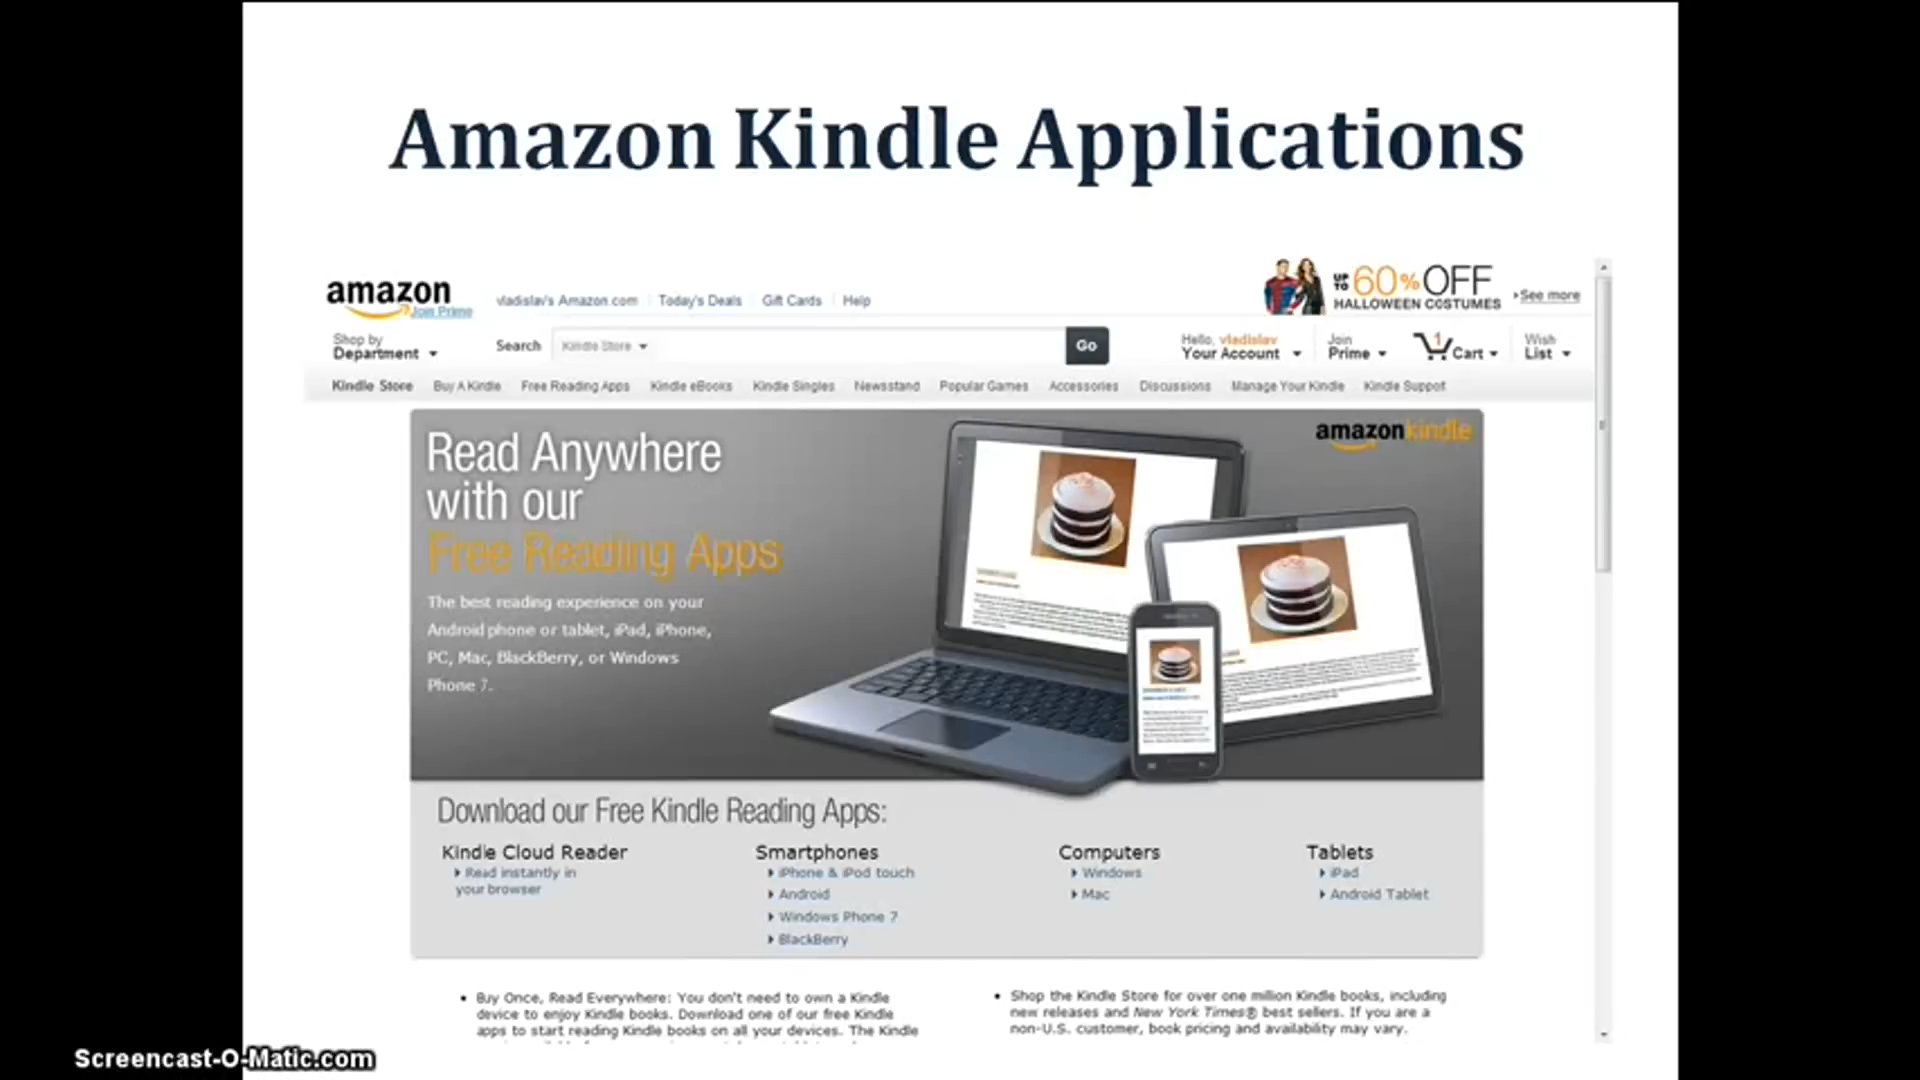 Amazon Kindle Applications
amazon
Join Prime
vladislav's Amazon.com
Today's Deals
Gift Cards
Help
UP TO 60% OFF
HALLOWEEN COSTUMES
See more
Shop by
Department
Search
Kindle Store
Go
Hello, vladislav
Your Account
Join
Prime
1
Cart
Wish
List
Kindle Store
Buy A Kindle
Free Reading Apps
Kindle eBooks
Kindle Singles
Newsstand
Popular Games
Accessories
Discussions
Manage Your Kindle
Kindle Support
Read Anywhere
with our
Free Reading Apps
amazonkindle
The best reading experience on your
Android phone or tablet, iPad, iPhone,
PC, Mac, BlackBerry, or Windows
Phone 7.
Download our Free Kindle Reading Apps:
Kindle Cloud Reader
Read instantly in
your browser
Smartphones
iPhone & iPod touch
Android
Windows Phone 7
BlackBerry
Computers
Windows
Mac
Tablets
iPad
Android Tablet
• Buy Once, Read Everywhere: You don't need to own a Kindle
device to enjoy Kindle books. Download one of our free Kindle
apps to start reading Kindle books on all your devices. The Kindle
• Shop the Kindle Store for over one million Kindle books, including
new releases and New York Times® best sellers. If you are a
non-U.S. customer, book pricing and availability may vary.
Screencast-O-Matic.com